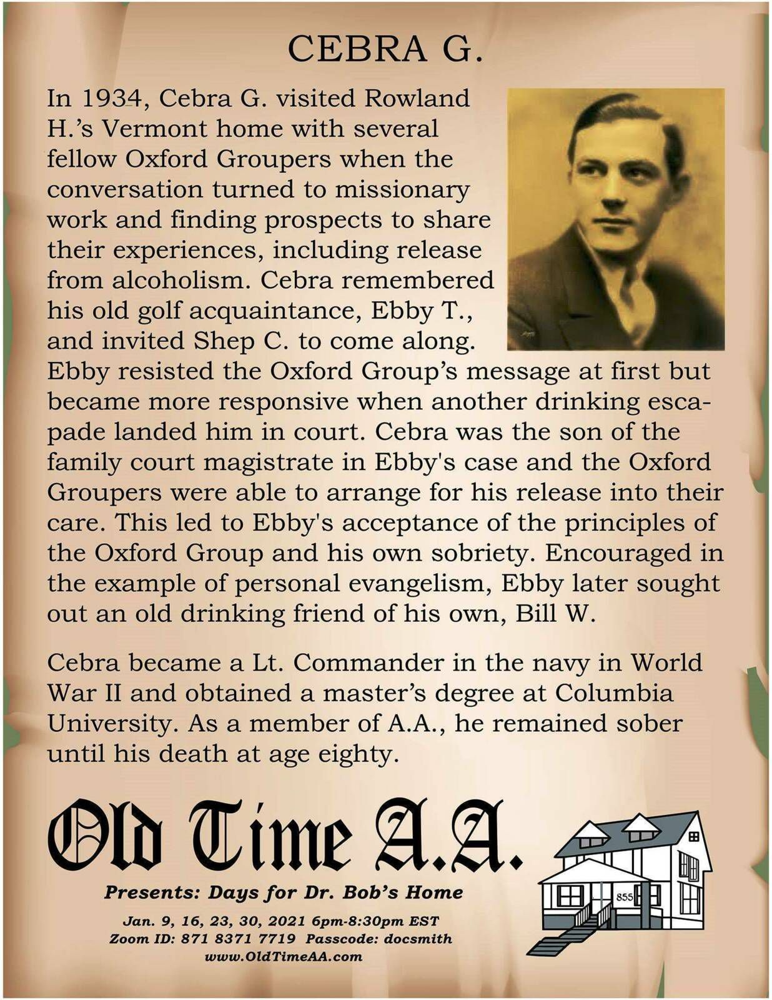 CEBRA G.
In 1934, Cebra G. visited Rowland
H.’s Vermont home with several
fellow Oxford Groupers when the
conversation turned to missionary
work and finding prospects to share
their experiences, including release
from alcoholism. Cebra remembered
his old golf acquaintance, Ebby T.,
and invited Shep C. to come along.
Ebby resisted the Oxford Group’s message at first but
became more responsive when another drinking esca-
pade landed him in court. Cebra was the son of the
family court magistrate in Ebby's case and the Oxford
Groupers were able to arrange for his release into their
care. This led to Ebby's acceptance of the principles of
the Oxford Group and his own sobriety. Encouraged in
the example of personal evangelism, Ebby later sought
out an old drinking friend of his own, Bill W.
Cebra became a Lt. Commander in the navy in World
War II and obtained a master’s degree at Columbia
University. As a member of A.A., he remained sober
until his death at age eighty.
Old Time A.A.
Presents: Days for Dr. Bob’s Home
Jan. 9, 16, 23, 30, 2021 6pm-8:30pm EST
Zoom ID: 871 8371 7719 Passcode: docsmith
www.OldTimeAA.com
855